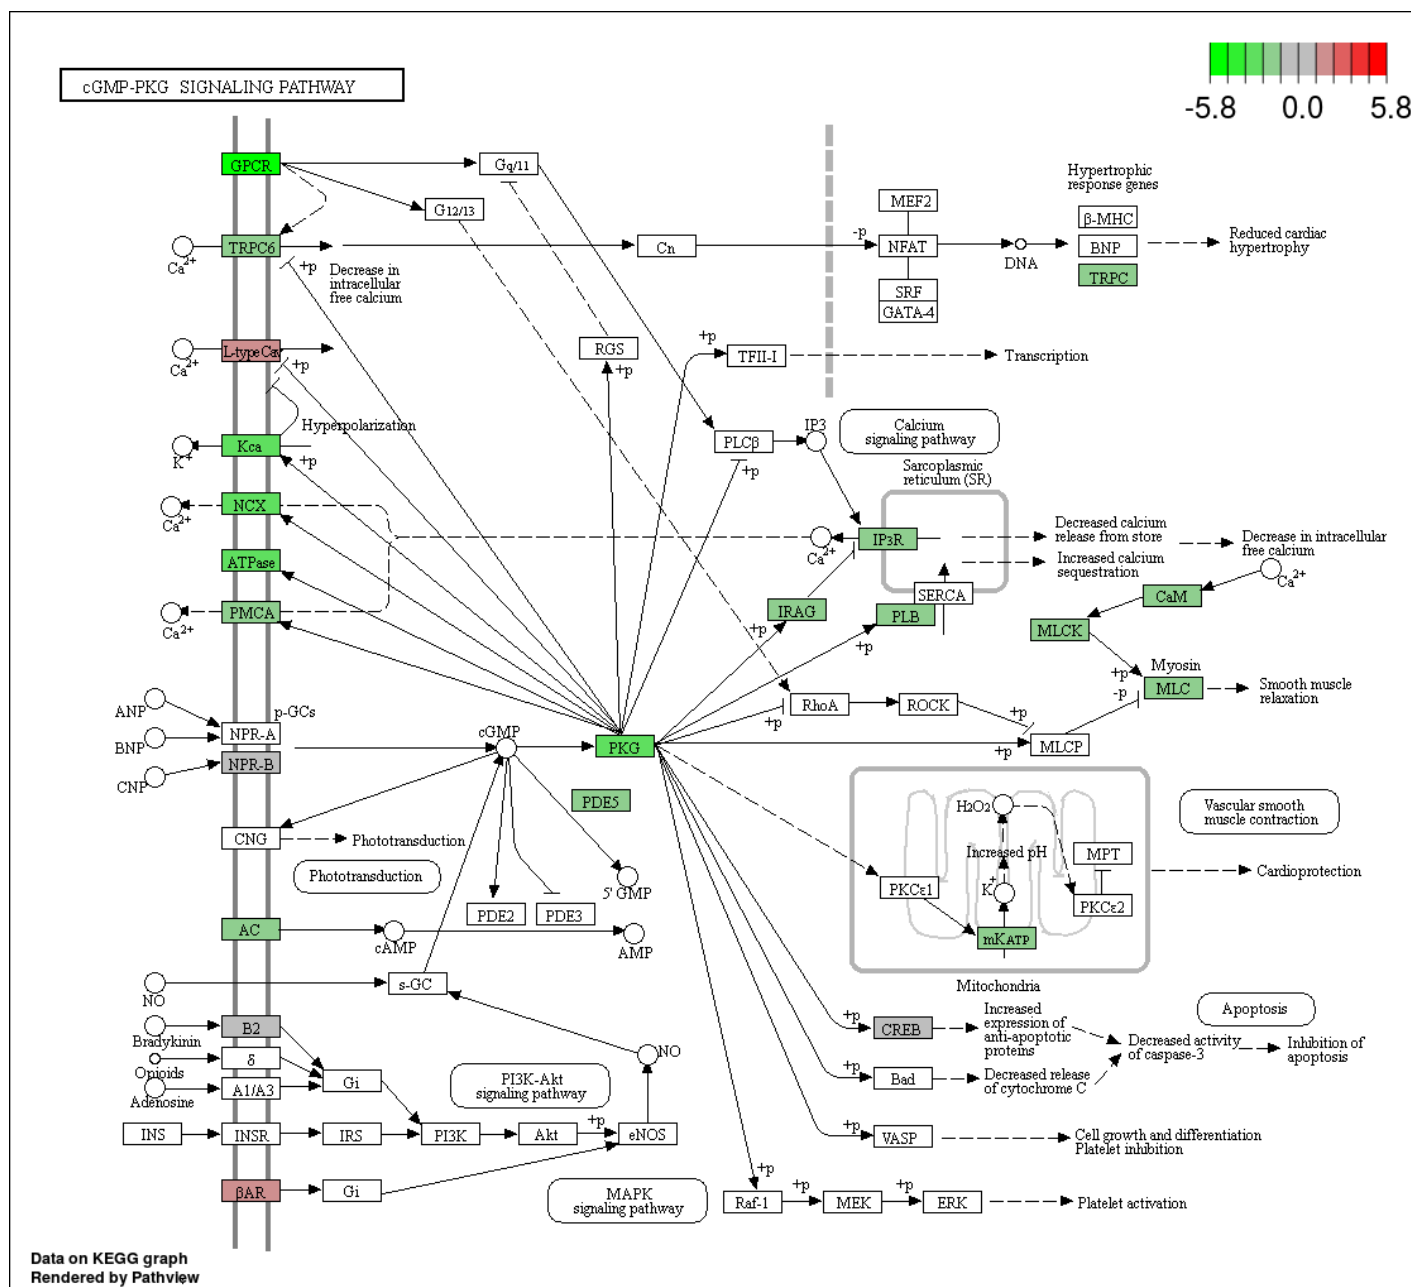 cGMP-PKG SIGNALING PATHWAY
-5.8 0.0 5.8
GPCR
Gq/11
G12/13
Hypertrophic
response genes
MEF2
β-MHC
TRPC6
Ca2+
+p
Decrease in
intracellular
free calcium
Cn
-p
NFAT
DNA
BNP
Reduced cardiac
hypertrophy
TRPC
SRF
GATA-4
L-typeCav
Ca2+
+p
RGS
+p
+p
TFII-I
Transcription
Hyperpolarization
Kca
K+
+p
PLCβ
+p
IP3
Calcium
signaling pathway
Sarcoplasmic
reticulum (SR)
NCX
Ca2+
IP3R
Ca2+
Decreased calcium
release from store
Decrease in intracellular
free calcium
Increased calcium
sequestration
ATPase
Ca2+
SERCA
CaM
PMCA
Ca2+
IRAG
+p
PLB
+p
MLCK
Myosin
+p
-p
MLC
Smooth muscle
relaxation
ANP
p-GCs
NPR-A
BNP
cGMP
PKG
RhoA
+p
ROCK
+p
+p
MLCP
NPR-B
CNP
PDE5
H2O2
Vascular smooth
muscle contraction
CNG
Phototransduction
Increased pH
MPT
Cardioprotection
Phototransduction
5' GMP
PKCε1
K+
PKCε2
PDE2
PDE3
AC
cAMP
AMP
mKATP
Mitochondria
NO
s-GC
B2
Bradykinin
+p
CREB
Increased
expression of
anti-apoptotic
proteins
Apoptosis
Decreased activity
of caspase-3
Inhibition of
apoptosis
δ
Opioids
NO
Gi
PI3K-Akt
signaling pathway
+p
Bad
Decreased release
of cytochrome C
A1/A3
Adenosine
INS
INSR
IRS
PI3K
Akt
+p
eNOS
+p
VASP
Cell growth and differentiation
Platelet inhibition
βAR
Gi
MAPK
signaling pathway
+p
Raf-1
+p
MEK
+p
ERK
Platelet activation
Data on KEGG graph
Rendered by Pathview